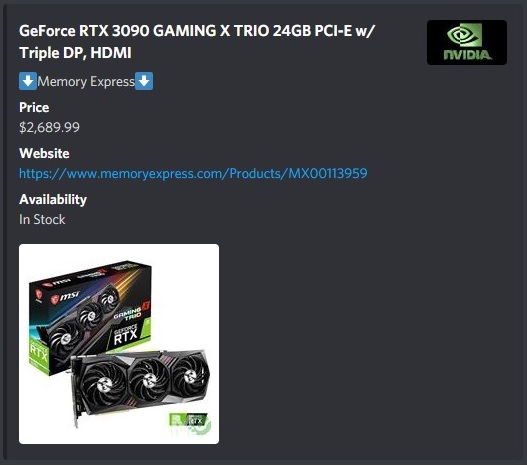 GeForce RTX 3090 GAMING X TRIO 24GB PCI-E w/
Triple DP, HDMI
NVIDIA.
⬇Memory Express⬇
Price
$2,689.99
Website
https://www.memoryexpress.com/Products/MX00113959
Availability
In Stock
msi
GAMING X
TRIO
GEFORCE
RTX
RTX